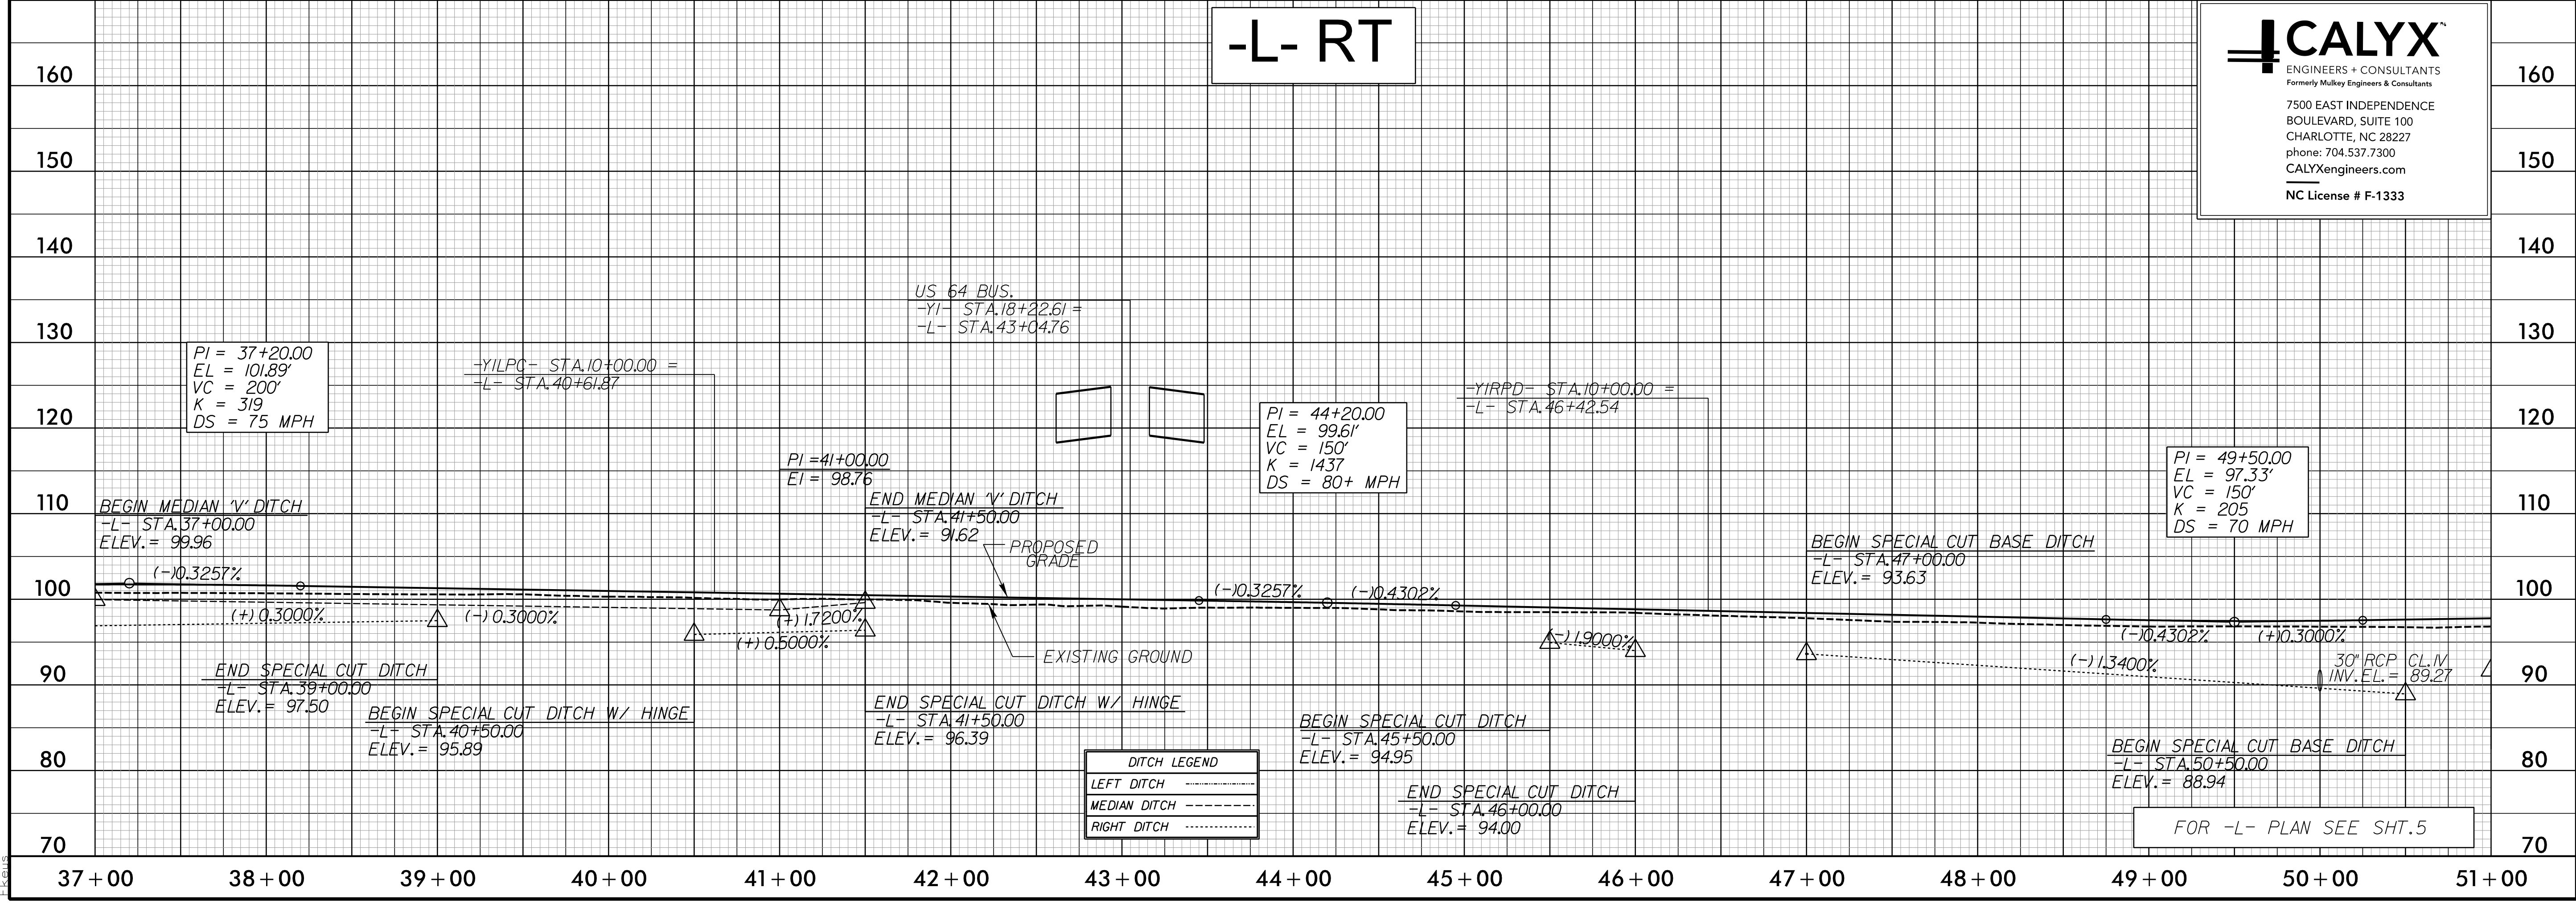 -L- RT
CALYX
ENGINEERS + CONSULTANTS
Formerly Mulkey Engineers & Consultants
7500 EAST INDEPENDENCE
BOULEVARD, SUITE 100
CHARLOTTE, NC 28227
phone: 704.537.7300
CALYXengineers.com
NC License # F-1333
160 160
150 150
140 140
130 130
120 120
110 110
100 100
90 90
80 80
70 70
US 64 BUS.
-Y1- STA.18+22.61 =
-L- STA.43+04.76
PI = 37+20.00
EL = 101.89'
VC = 200'
K = 319
DS = 75 MPH
-Y1LPC- STA.10+00.00 =
-L- STA.40+61.87
PI =41+00.00
El = 98.76
PI = 44+20.00
EL = 99.61'
VC = 150'
K = 1437
DS = 80+ MPH
-Y1RPD- STA.10+00.00 =
-L- STA.46+42.54
PI = 49+50.00
EL = 97.33'
VC = 150'
K = 205
DS = 70 MPH
BEGIN MEDIAN 'V' DITCH
-L- STA.37+00.00
ELEV.= 99.96
END MEDIAN 'V' DITCH
-L- STA.41+50.00
ELEV.= 91.62
PROPOSED
GRADE
BEGIN SPECIAL CUT BASE DITCH
-L- STA.47+00.00
ELEV.= 93.63
(-)0.3257%
(-)0.3257%
(-)0.4302%
(+)0.3000%
(-)0.3000%
(+)1.7200%
(+)0.5000%
(-)1.9000%
(-)0.4302%
(+)0.3000%
(-)1.3400%
EXISTING GROUND
30" RCP CL.IV
INV.EL.= 89.27
END SPECIAL CUT DITCH
-L- STA.39+00.00
ELEV.= 97.50
BEGIN SPECIAL CUT DITCH W/ HINGE
-L- STA.40+50.00
ELEV.= 95.89
END SPECIAL CUT DITCH W/ HINGE
-L- STA.41+50.00
ELEV.= 96.39
BEGIN SPECIAL CUT DITCH
-L- STA.45+50.00
ELEV.= 94.95
END SPECIAL CUT DITCH
-L- STA.46+00.00
ELEV.= 94.00
BEGIN SPECIAL CUT BASE DITCH
-L- STA.50+50.00
ELEV.= 88.94
DITCH LEGEND
LEFT DITCH
MEDIAN DITCH
RIGHT DITCH
FOR -L- PLAN SEE SHT.5
37+00 38+00 39+00 40+00 41+00 42+00 43+00 44+00 45+00 46+00 47+00 48+00 49+00 50+00 51+00